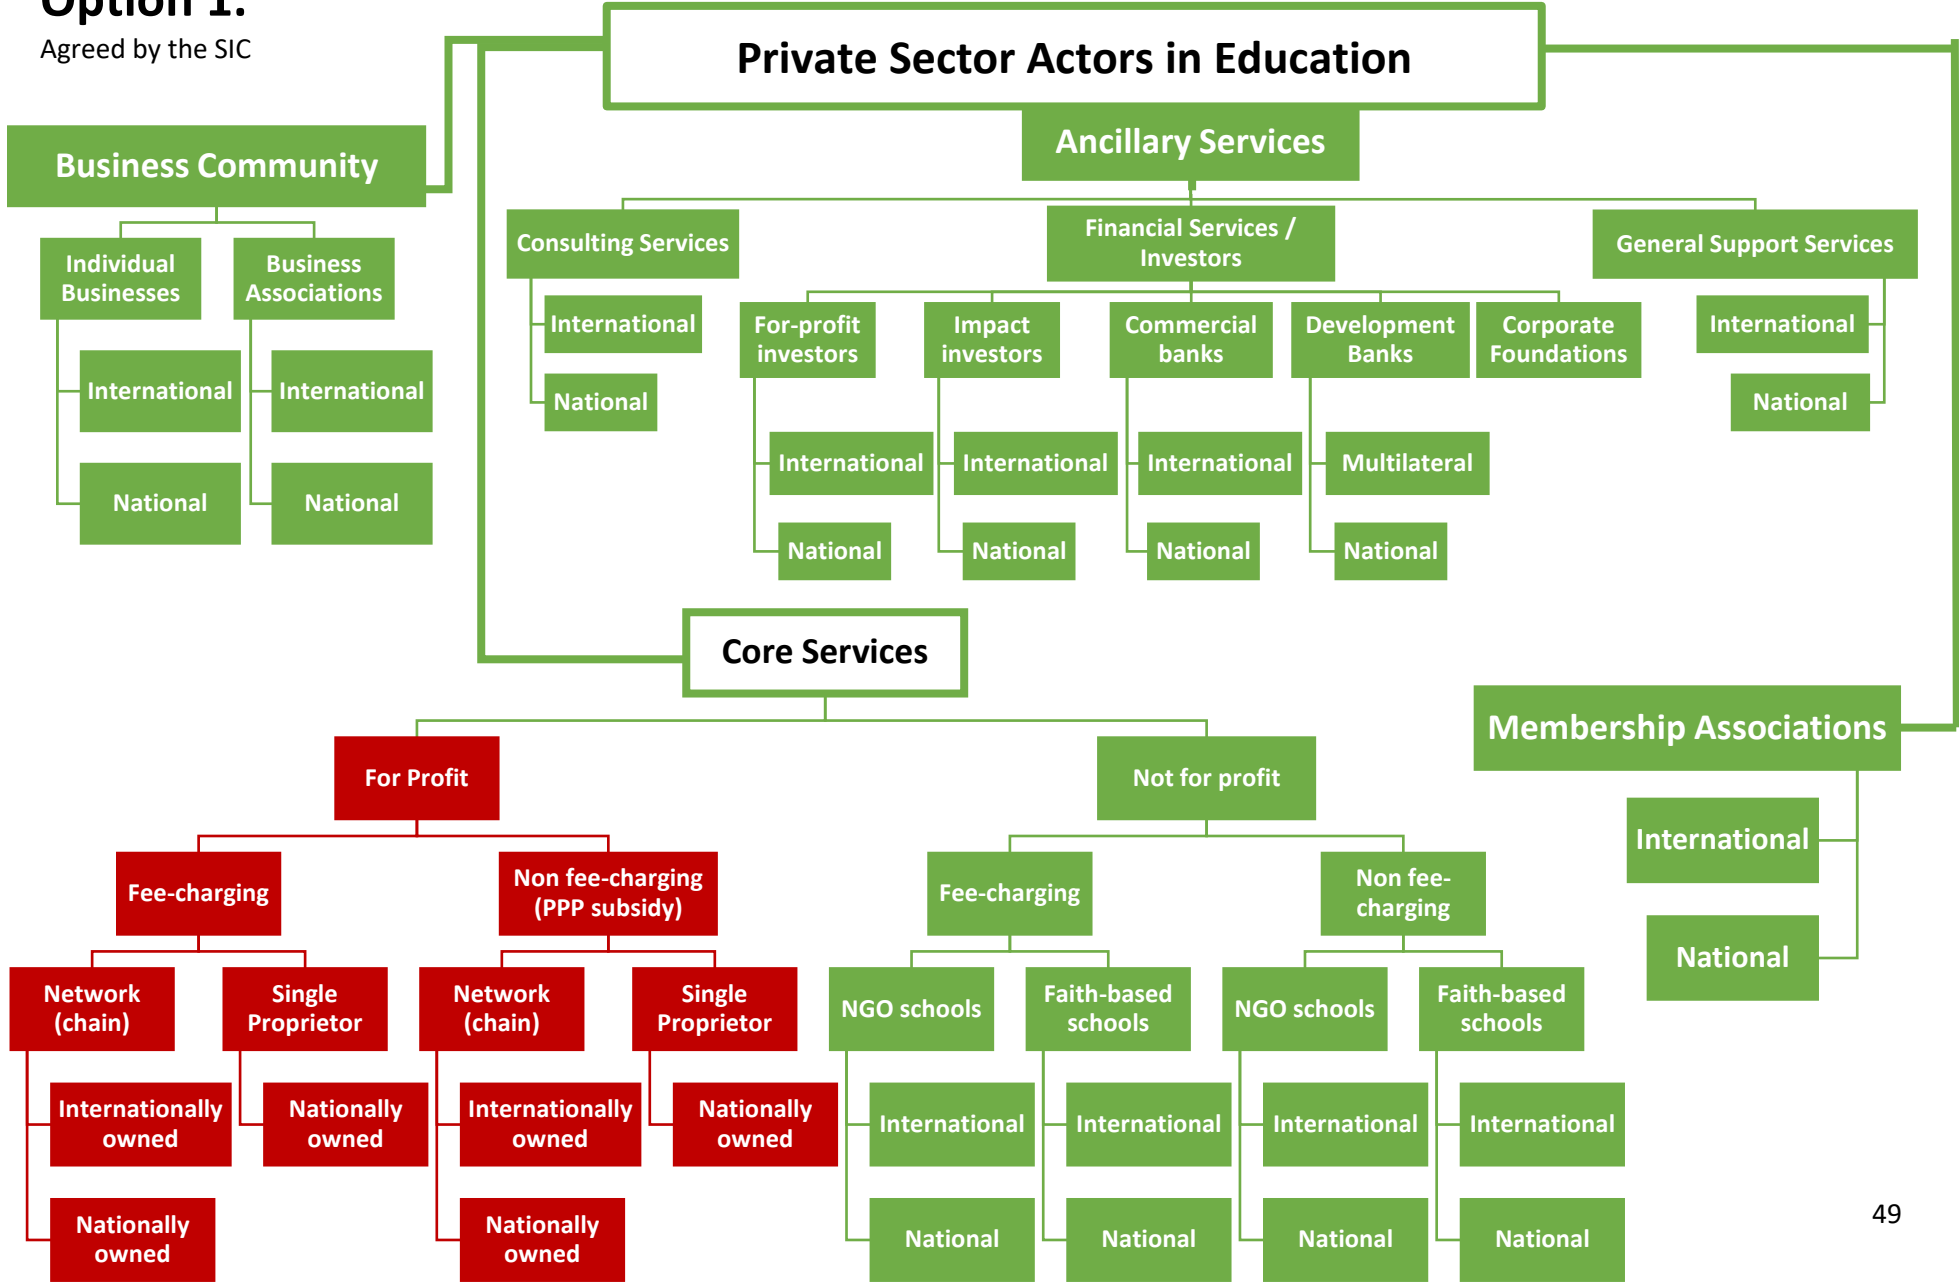 Option 1.
Agreed by the SIC
Private Sector Actors in Education
Business Community
Individual
Businesses
International
National
Business
Associations
International
National
Ancillary Services
Consulting Services
International
National
Financial Services /
Investors
For-profit
investors
International
National
Impact
investors
International
National
Commercial
banks
International
National
Development
Banks
Multilateral
National
Corporate
Foundations
General Support Services
International
National
Core Services
For Profit
Fee-charging
Network
(chain)
Internationally
owned
Nationally
owned
Single
Proprietor
Nationally
owned
Non fee-charging
(PPP subsidy)
Network
(chain)
Internationally
owned
Nationally
owned
Single
Proprietor
Nationally
owned
Not for profit
Fee-charging
NGO schools
International
National
Faith-based
schools
International
National
Non fee-
charging
NGO schools
International
National
Faith-based
schools
International
National
Membership Associations
International
National
49